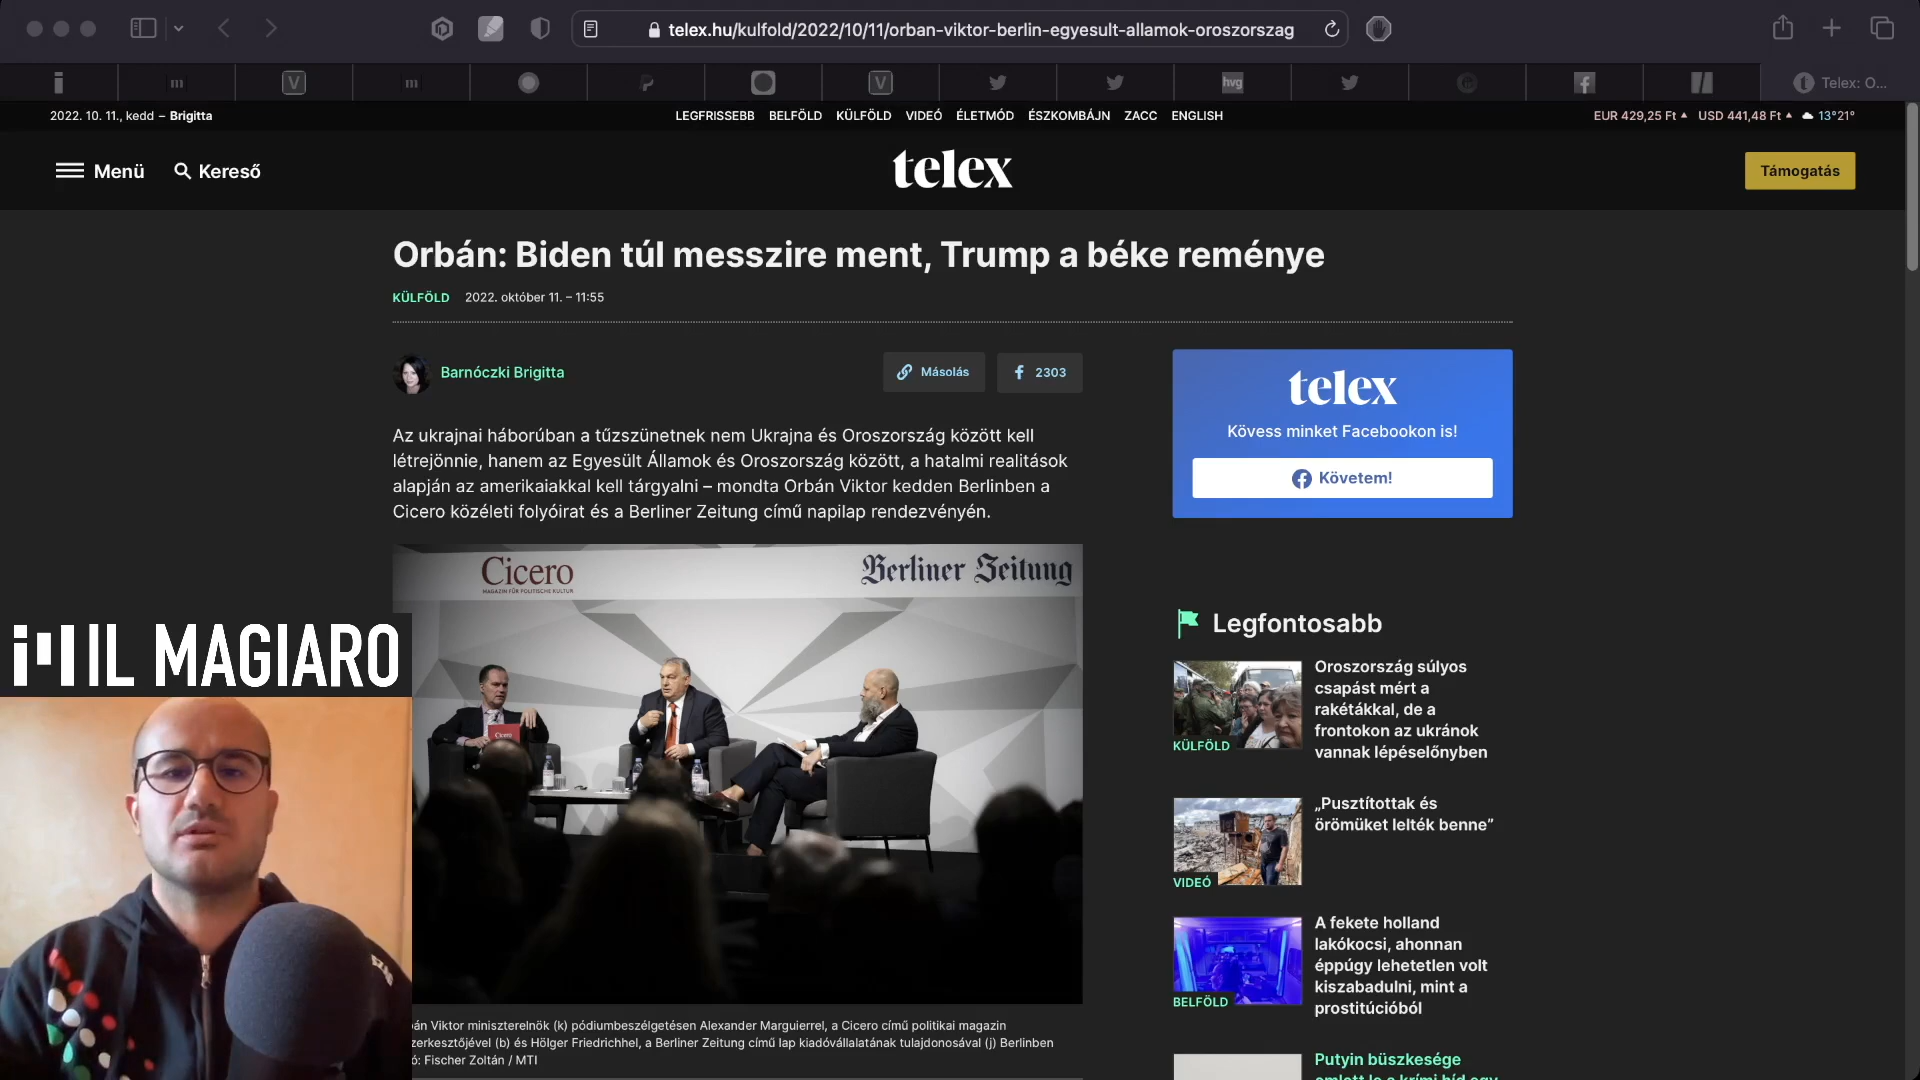 telex.hu/kulfold/2022/10/11/orban-viktor-berlin-egyesult-allamok-oroszorszag
m
V
m
V
hvg
Telex: O...
2022. 10. 11., kedd – Brigitta
LEGFRISSEBB BELFÖLD KÜLFÖLD VIDEÓ ÉLETMÓD ÉSZKOMBÁJN ZACC ENGLISH
EUR 429,25 Ft USD 441,48 Ft 13°21°
Menü
Kereső
telex
Támogatás
Orbán: Biden túl messzire ment, Trump a béke reménye
KÜLFÖLD 2022. október 11. – 11:55
Barnóczki Brigitta
Másolás
2303
Az ukrajnai háborúban a tűzszünetnek nem Ukrajna és Oroszország között kell
létrejönnie, hanem az Egyesült Államok és Oroszország között, a hatalmi realitások
alapján az amerikaiakkal kell tárgyalni – mondta Orbán Viktor kedden Berlinben a
Cicero közéleti folyóirat és a Berliner Zeitung című napilap rendezvényén.
Cicero
MAGAZIN FÜR POLITISCHE KULTUR
Berliner Zeitung
Cicero
IL MAGIARO
án Viktor miniszterelnök (k) pódiumbeszélgetésen Alexander Marguierrel, a Cicero című politikai magazin
zerkesztőjével (b) és Hölger Friedrichhel, a Berliner Zeitung című lap kiadóvállalatának tulajdonosával (j) Berlinben
ó: Fischer Zoltán / MTI
telex
Kövess minket Facebookon is!
Követem!
Legfontosabb
Oroszország súlyos
csapást mért a
rakétákkal, de a
frontokon az ukránok
vannak lépéselőnyben
KÜLFÖLD
„Pusztítottak és
örömüket lelték benne”
VIDEÓ
A fekete holland
lakókocsi, ahonnan
éppúgy lehetetlen volt
kiszabadulni, mint a
prostitúcióból
BELFÖLD
Putyin büszkesége
omlott le a krími híd egy